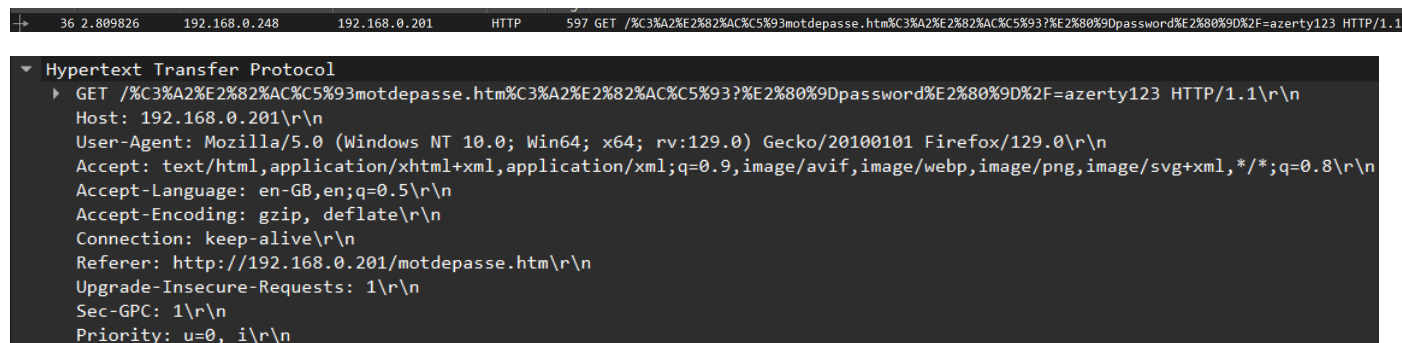 36 2.809826 192.168.0.248 192.168.0.201 HTTP 597 GET /%C3%A2%E2%82%AC%C5%93motdepasse.htm%C3%A2%E2%82%AC%C5%93?%E2%80%9Dpassword%E2%80%9D%2F=azerty123 HTTP/1.1
Hypertext Transfer Protocol
GET /%C3%A2%E2%82%AC%C5%93motdepasse.htm%C3%A2%E2%82%AC%C5%93?%E2%80%9Dpassword%E2%80%9D%2F=azerty123 HTTP/1.1\r\n
Host: 192.168.0.201\r\n
User-Agent: Mozilla/5.0 (Windows NT 10.0; Win64; x64; rv:129.0) Gecko/20100101 Firefox/129.0\r\n
Accept: text/html,application/xhtml+xml,application/xml;q=0.9,image/avif,image/webp,image/png,image/svg+xml,*/*;q=0.8\r\n
Accept-Language: en-GB,en;q=0.5\r\n
Accept-Encoding: gzip, deflate\r\n
Connection: keep-alive\r\n
Referer: http://192.168.0.201/motdepasse.htm\r\n
Upgrade-Insecure-Requests: 1\r\n
Sec-GPC: 1\r\n
Priority: u=0, i\r\n